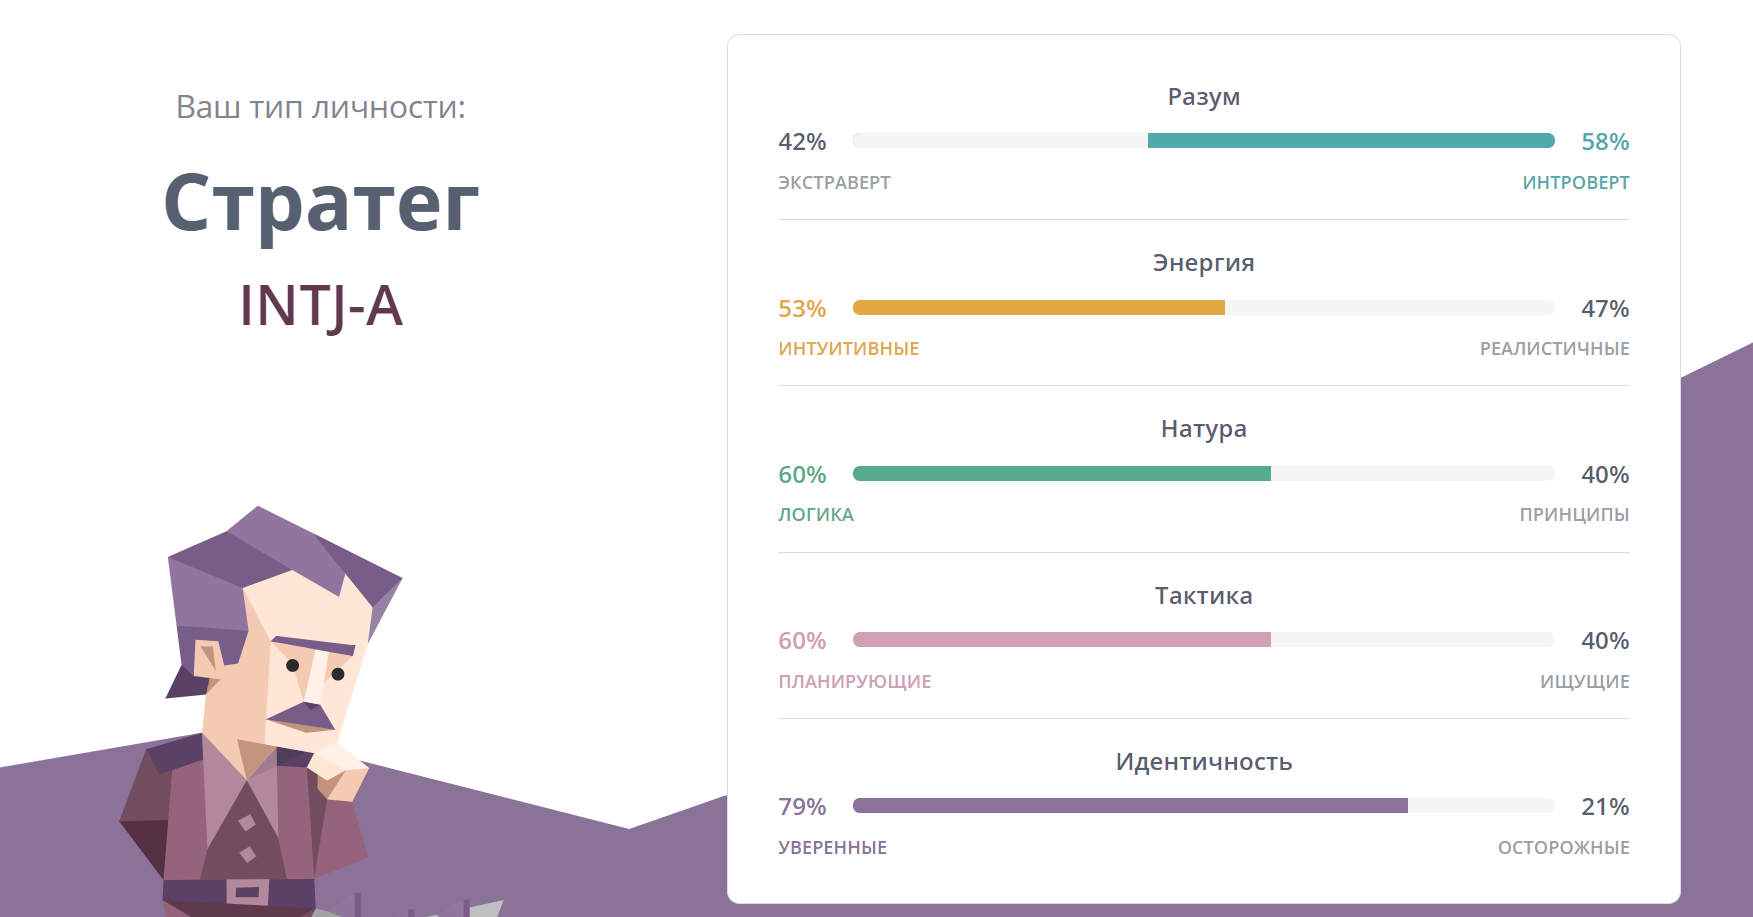 Ваш тип личности:
Стратег
INTJ-A
Разум
42% 58%
ЭКСТРАВЕРТ ИНТРОВЕРТ
Энергия
53% 47%
ИНТУИТИВНЫЕ РЕАЛИСТИЧНЫЕ
Натура
60% 40%
ЛОГИКА ПРИНЦИПЫ
Тактика
60% 40%
ПЛАНИРУЮЩИЕ ИЩУЩИЕ
Идентичность
79% 21%
УВЕРЕННЫЕ ОСТОРОЖНЫЕ